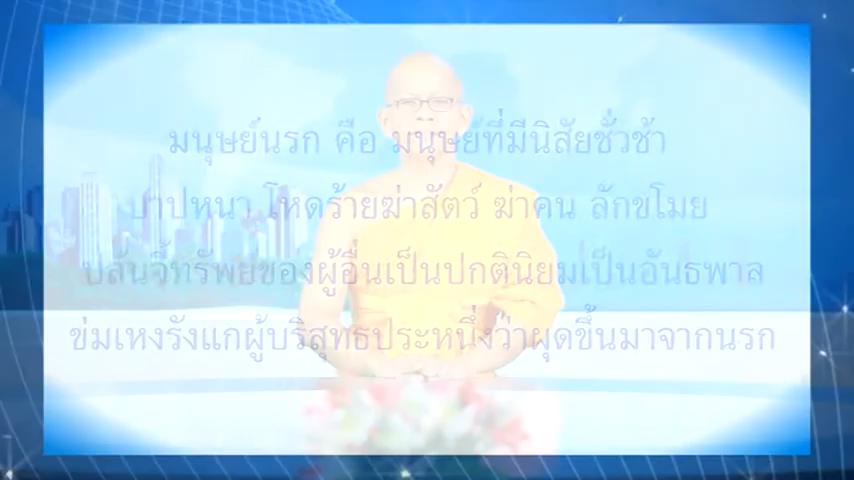 มนุษย์นรก คือ มนุษย์ที่มีนิสัยชั่วช้า
บาปหนา โหดร้ายฆ่าสัตว์ ฆ่าคน ลักขโมย
ปล้นจี้ทรัพย์ของผู้อื่นเป็นปกตินิยมเป็นอันธพาล
ข่มเหงรังแกผู้บริสุทธประหนึ่งว่าผุดขึ้นมาจากนรก